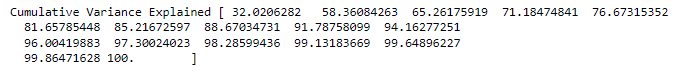 Cumulative Variance Explained [ 32.0206282   58.36084263  65.26175919  71.18474841  76.67315352
  81.65785448  85.21672597  88.67034731  91.78758099  94.16277251
  96.00419883  97.30024023  98.28599436  99.13183669  99.64896227
  99.86471628 100.        ]